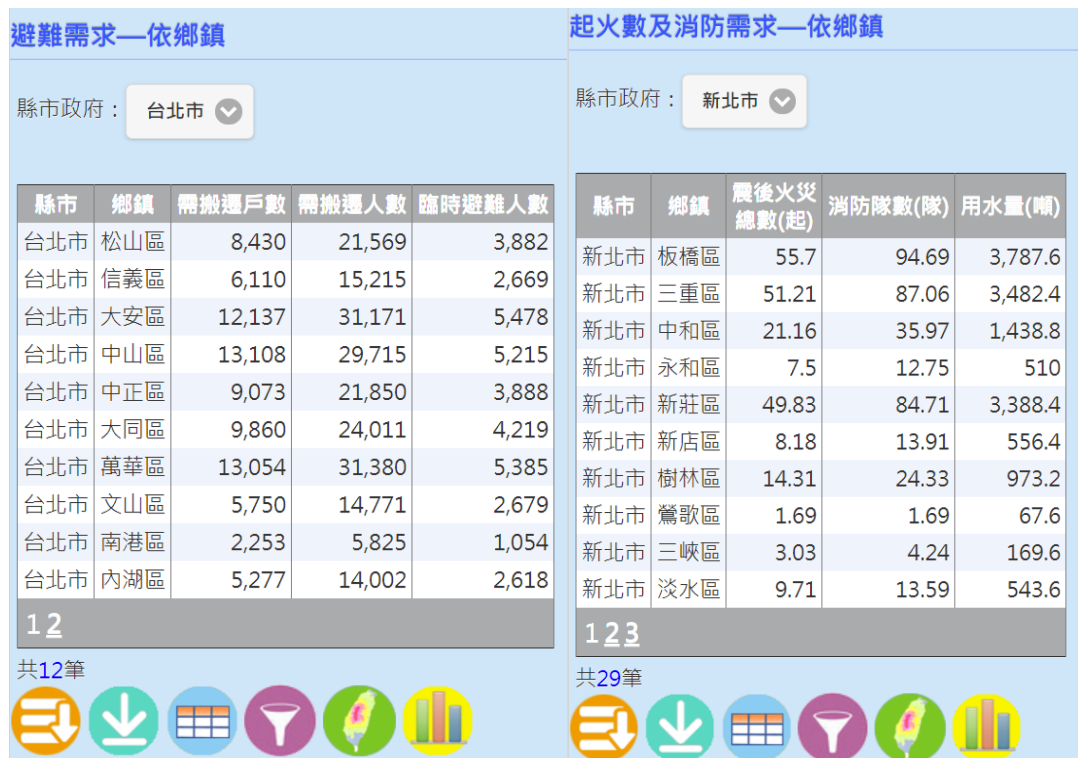 避難需求—依鄉鎮
縣市政府： 台北市
縣市 鄉鎮 需搬遷戶數 需搬遷人數 臨時避難人數
台北市 松山區 8,430 21,569 3,882
台北市 信義區 6,110 15,215 2,669
台北市 大安區 12,137 31,171 5,478
台北市 中山區 13,108 29,715 5,215
台北市 中正區 9,073 21,850 3,888
台北市 大同區 9,860 24,011 4,219
台北市 萬華區 13,054 31,380 5,385
台北市 文山區 5,750 14,771 2,679
台北市 南港區 2,253 5,825 1,054
台北市 內湖區 5,277 14,002 2,618
1 2
共12筆
起火數及消防需求—依鄉鎮
縣市政府： 新北市
縣市 鄉鎮 震後火災總數(起) 消防隊數(隊) 用水量(噸)
新北市 板橋區 55.7 94.69 3,787.6
新北市 三重區 51.21 87.06 3,482.4
新北市 中和區 21.16 35.97 1,438.8
新北市 永和區 7.5 12.75 510
新北市 新莊區 49.83 84.71 3,388.4
新北市 新店區 8.18 13.91 556.4
新北市 樹林區 14.31 24.33 973.2
新北市 鶯歌區 1.69 1.69 67.6
新北市 三峽區 3.03 4.24 169.6
新北市 淡水區 9.71 13.59 543.6
1 2 3
共29筆